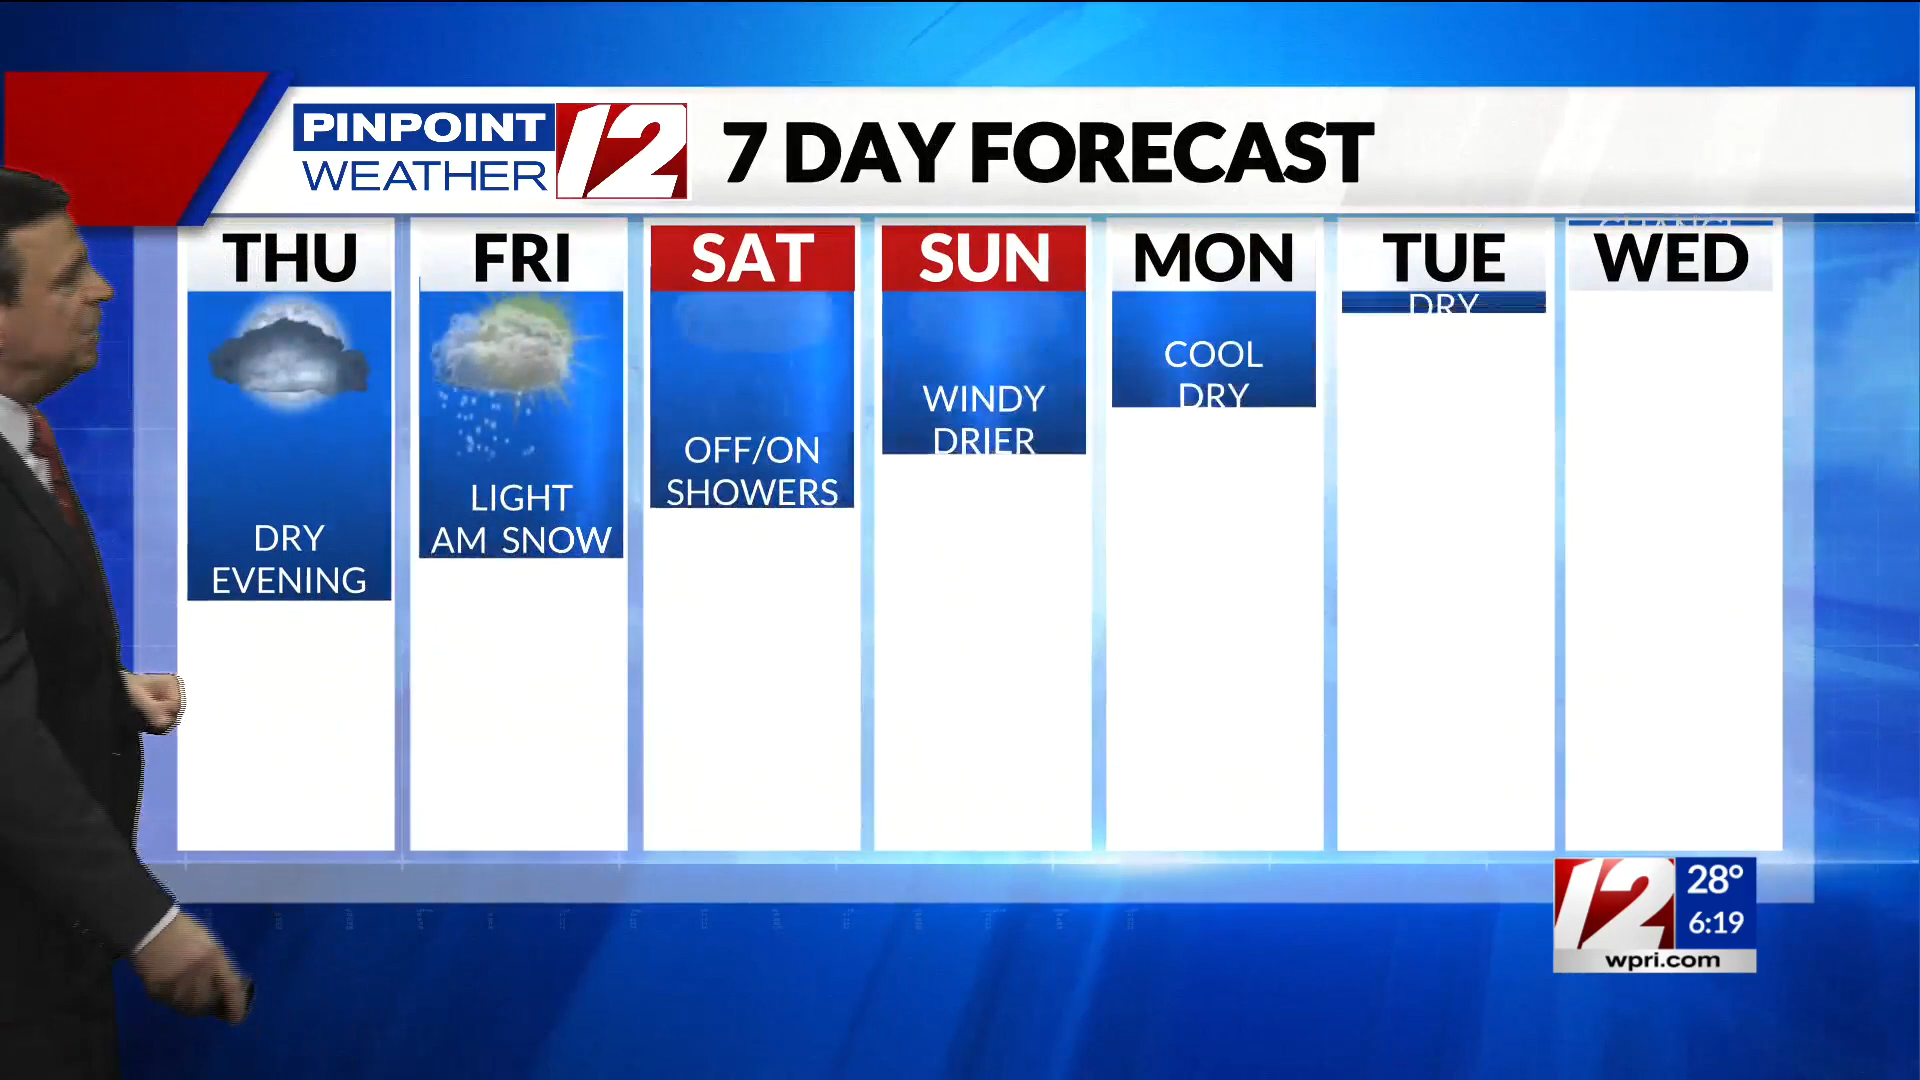 PINPOINT
WEATHER
12
7 DAY FORECAST
THU
FRI
SAT
SUN
MON
TUE
WED
DRY
EVENING
LIGHT
AM SNOW
OFF/ON
SHOWERS
WINDY
DRIER
COOL
DRY
DRY
12
28°
6:19
wpri.com